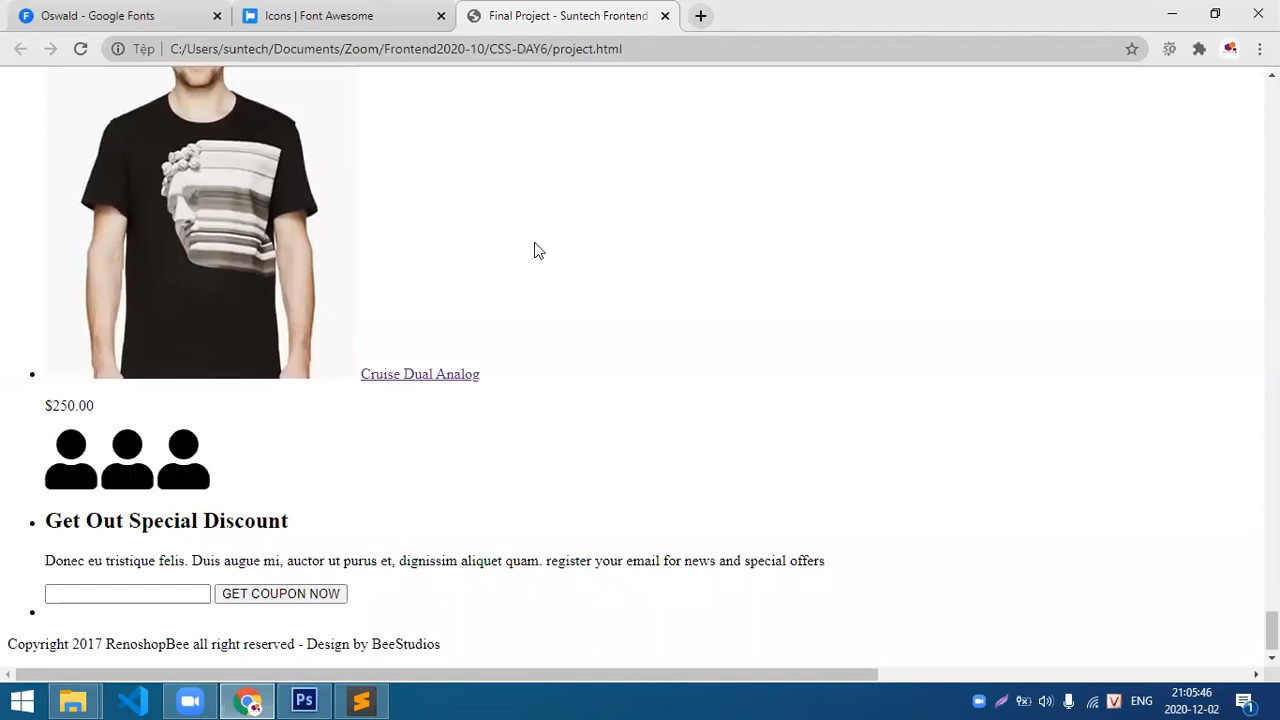 Oswald - Google Fonts
Icons | Font Awesome
Final Project - Suntech Frontend
Tệp
C:/Users/suntech/Documents/Zoom/Frontend2020-10/CSS-DAY6/project.html
Cruise Dual Analog
$250.00
Get Out Special Discount
Donec eu tristique felis. Duis augue mi, auctor ut purus et, dignissim aliquet quam. register your email for news and special offers
GET COUPON NOW
Copyright 2017 RenoshopBee all right reserved - Design by BeeStudios
Ps
V
ENG
21:05:46
2020-12-02
1